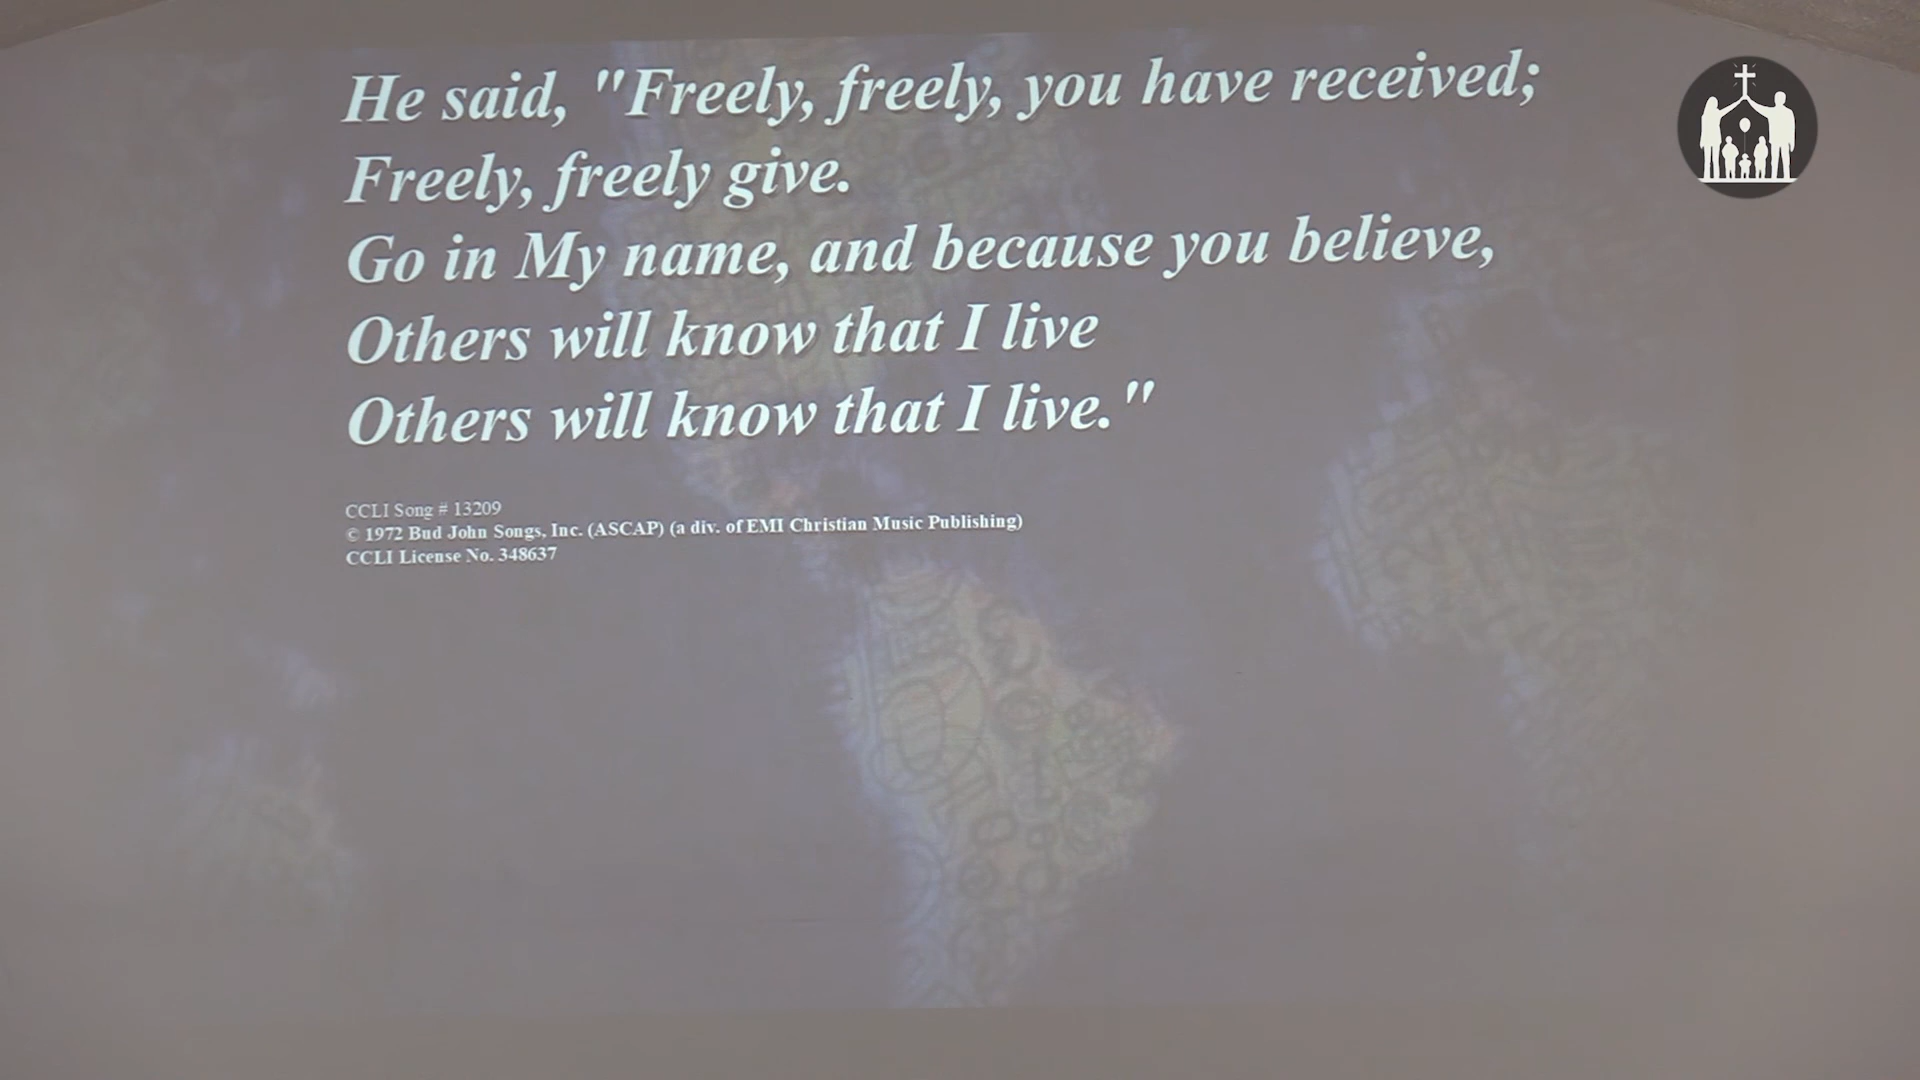 He said, "Freely, freely, you have received;
Freely, freely give.
Go in My name, and because you believe,
Others will know that I live
Others will know that I live."
CCLI Song # 13209
© 1972 Bud John Songs, Inc. (ASCAP) (a div. of EMI Christian Music Publishing)
CCLI License No. 348637